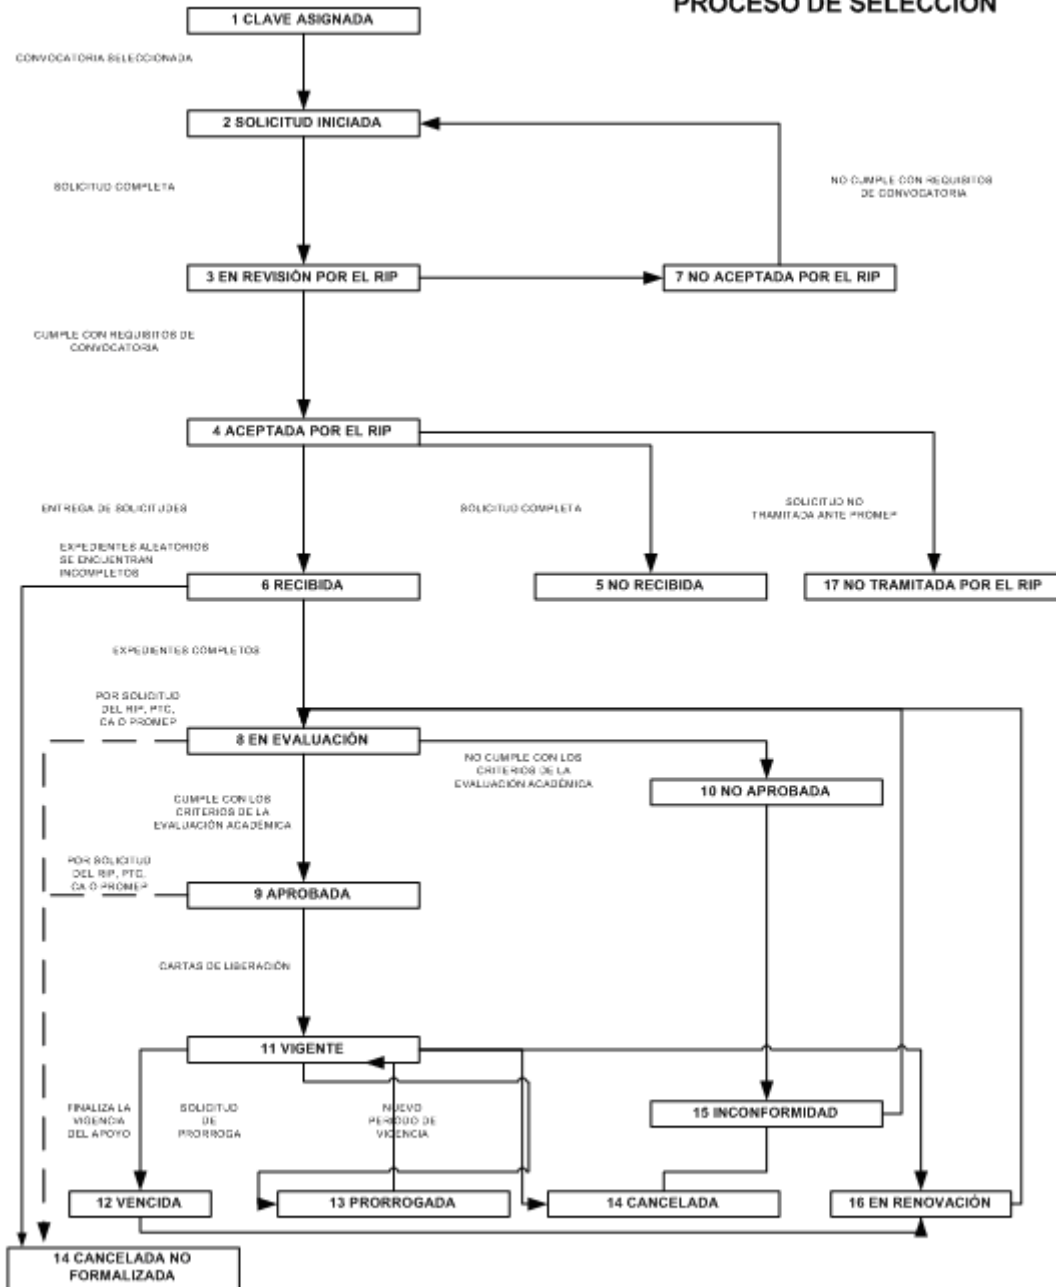 PROCESO DE SELECCIÓN
1 CLAVE ASIGNADA
CONVOCATORIA SELECCIONADA
2 SOLICITUD INICIADA
SOLICITUD COMPLETA
NO CUMPLE CON REQUISITOS
DE CONVOCATORIA
3 EN REVISIÓN POR EL RIP
7 NO ACEPTADA POR EL RIP
CUMPLE CON REQUISITOS DE
CONVOCATORIA
4 ACEPTADA POR EL RIP
ENTREGA DE SOLICITUDES
SOLICITUD COMPLETA
SOLICITUD NO
TRAMITADA ANTE PROMEP
EXPEDIENTES ALEATORIOS
SE ENCUENTRAN
INCOMPLETOS
6 RECIBIDA
5 NO RECIBIDA
17 NO TRAMITADA POR EL RIP
EXPEDIENTES COMPLETOS
POR SOLICITUD
DEL RIP, PTC,
CA O PROMEP
8 EN EVALUACIÓN
NO CUMPLE CON LOS
CRITERIOS DE LA
EVALUACIÓN ACADÉMICA
10 NO APROBADA
CUMPLE CON LOS
CRITERIOS DE LA
EVALUACIÓN ACADÉMICA
POR SOLICITUD
DEL RIP, PTC,
CA O PROMEP
9 APROBADA
CARTAS DE LIBERACIÓN
11 VIGENTE
FINALIZA LA
VIGENCIA
DEL APOYO
SOLICITUD
DE
PRORROGA
NUEVO
PERIODO DE
VIGENCIA
15 INCONFORMIDAD
12 VENCIDA
13 PRORROGADA
14 CANCELADA
16 EN RENOVACIÓN
14 CANCELADA NO
FORMALIZADA